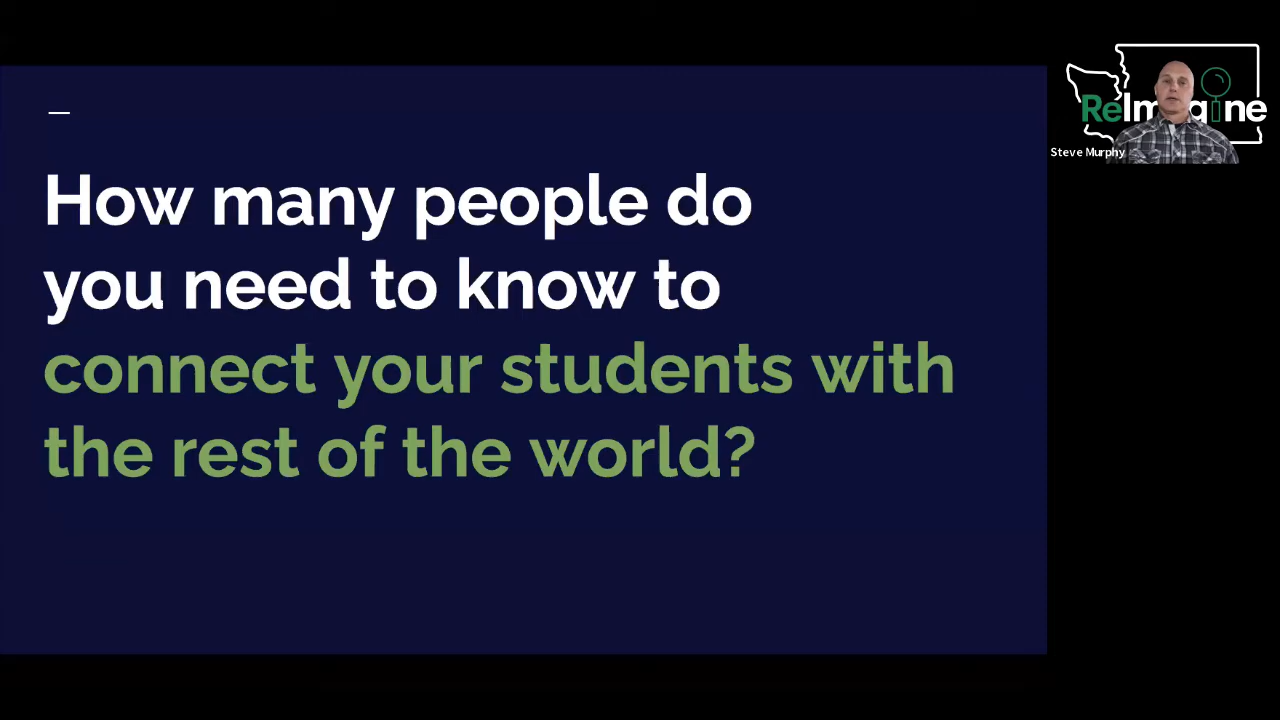 How many people do
you need to know to
connect your students with
the rest of the world?
ReImagine
Steve Murphy